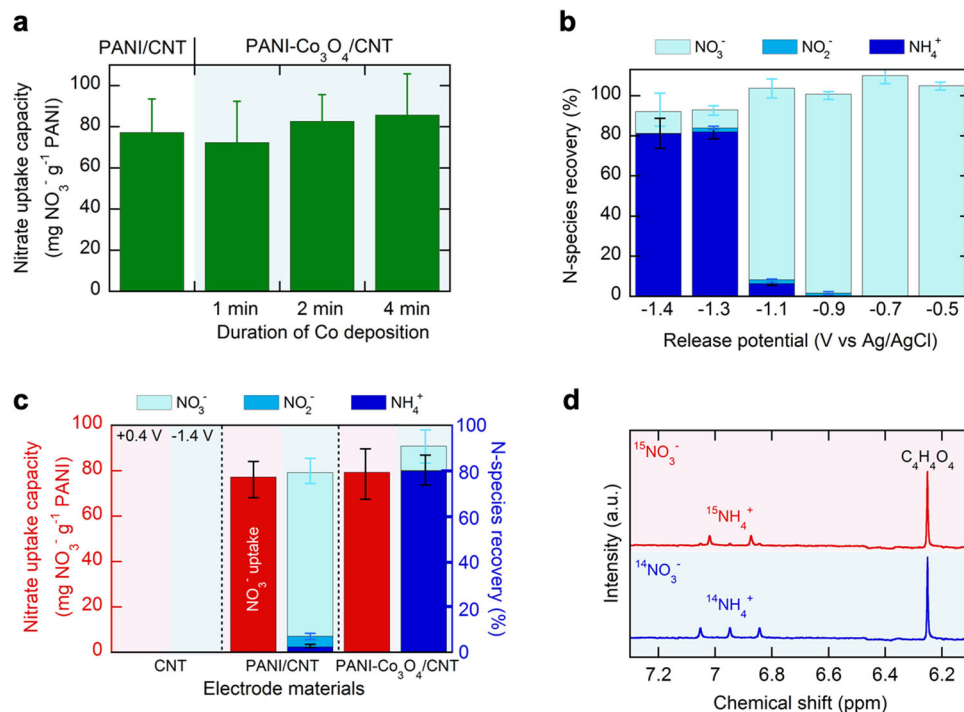 a
PANI/CNT PANI-Co₃O₄/CNT
Nitrate uptake capacity
(mg NO₃⁻ g⁻¹ PANI)
100
80
60
40
20
0
1 min 2 min 4 min
Duration of Co deposition
b
NO₃⁻ NO₂⁻ NH₄⁺
N-species recovery (%)
100
80
60
40
20
0
-1.4 -1.3 -1.1 -0.9 -0.7 -0.5
Release potential (V vs Ag/AgCl)
c
NO₃⁻ NO₂⁻ NH₄⁺
Nitrate uptake capacity
(mg NO₃⁻ g⁻¹ PANI)
100
80
60
40
20
0
+0.4 V -1.4 V
NO₃⁻ uptake
100
80
60
40
20
0
N-species recovery (%)
CNT PANI/CNT PANI-Co₃O₄/CNT
Electrode materials
d
Intensity (a.u.)
¹⁵NO₃⁻
C₄H₄O₄
¹⁵NH₄⁺
¹⁴NO₃⁻
¹⁴NH₄⁺
7.2 7 6.8 6.6 6.4 6.2
Chemical shift (ppm)